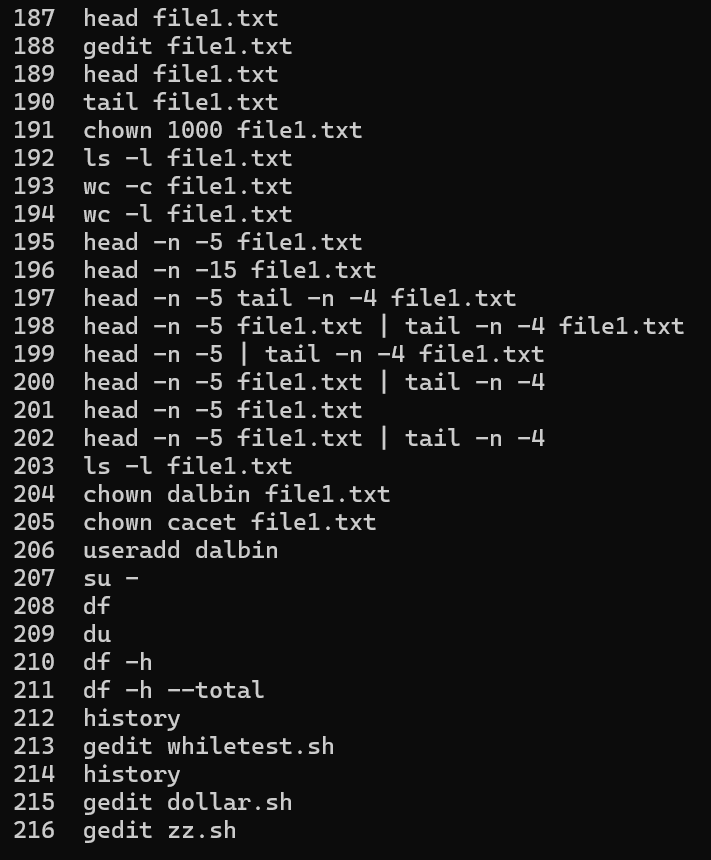 187  head file1.txt
188  gedit file1.txt
189  head file1.txt
190  tail file1.txt
191  chown 1000 file1.txt
192  ls -l file1.txt
193  wc -c file1.txt
194  wc -l file1.txt
195  head -n -5 file1.txt
196  head -n -15 file1.txt
197  head -n -5 tail -n -4 file1.txt
198  head -n -5 file1.txt | tail -n -4 file1.txt
199  head -n -5 | tail -n -4 file1.txt
200  head -n -5 file1.txt | tail -n -4
201  head -n -5 file1.txt
202  head -n -5 file1.txt | tail -n -4
203  ls -l file1.txt
204  chown dalbin file1.txt
205  chown cacet file1.txt
206  useradd dalbin
207  su -
208  df
209  du
210  df -h
211  df -h --total
212  history
213  gedit whiletest.sh
214  history
215  gedit dollar.sh
216  gedit zz.sh